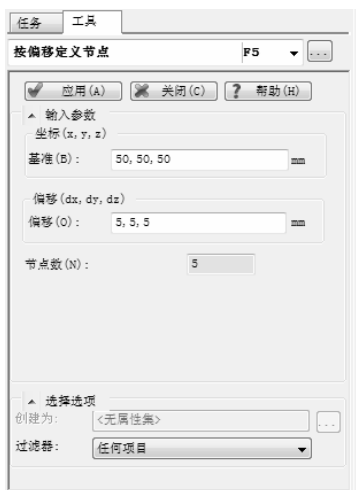 任务 工具
按偏移定义节点 F5 ...
应用(A) 关闭(C) ? 帮助(H)
输入参数
坐标(x, y, z)
基准(B): 50, 50, 50 mm
偏移(dx, dy, dz)
偏移(O): 5, 5, 5 mm
节点数(N): 5
选择选项
创建为: <无属性集> ...
过滤器: 任何项目